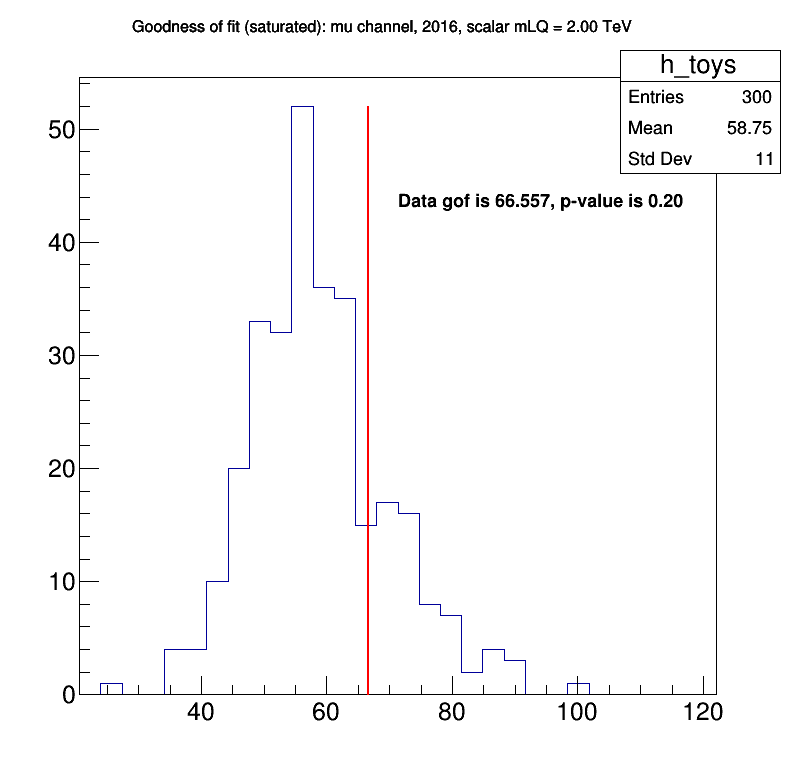 Goodness of fit (saturated): mu channel, 2016, scalar mLQ = 2.00 TeV
h_toys
Entries 300
Mean 58.75
Std Dev 11
Data gof is 66.557, p-value is 0.20
50
40
30
20
10
0
40 60 80 100 120